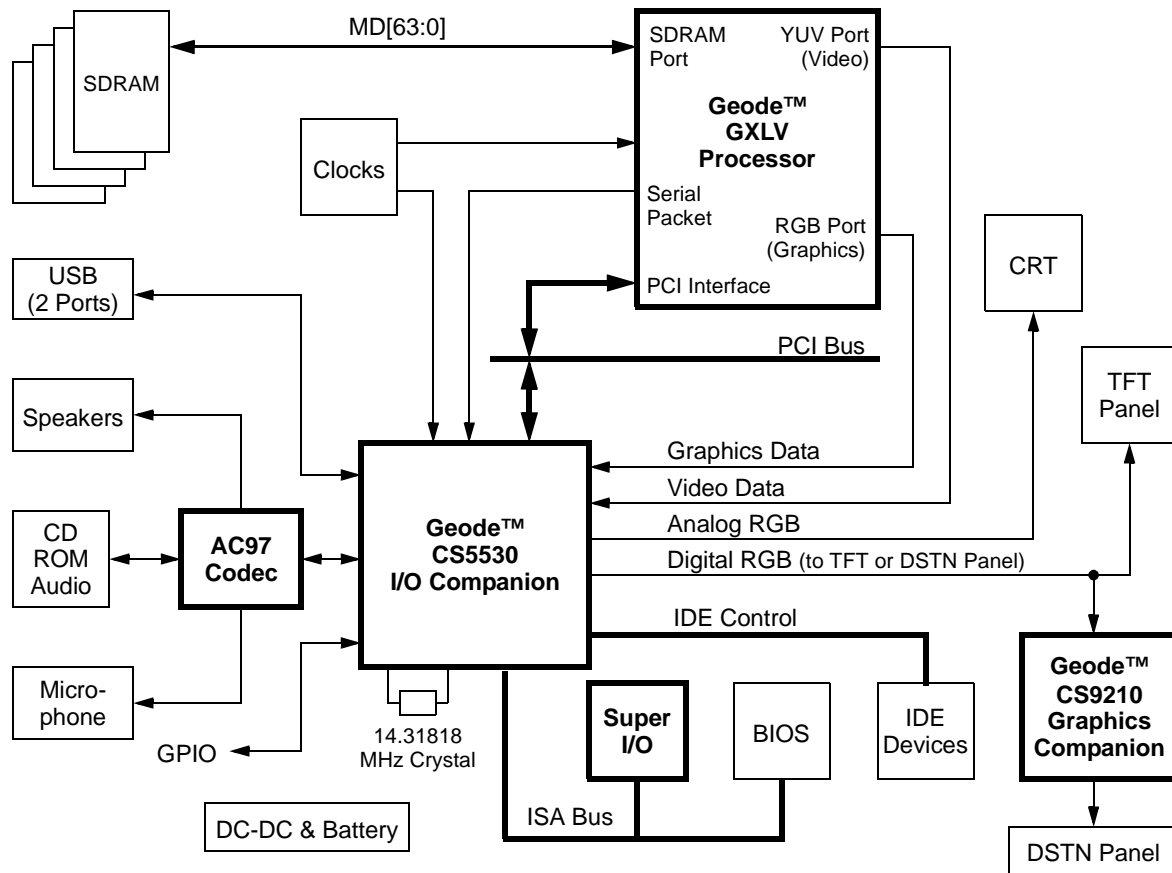 MD[63:0]
SDRAM
SDRAM
Port
YUV Port
(Video)
Geode™
GXLV
Processor
Clocks
Serial
Packet
RGB Port
(Graphics)
PCI Interface
CRT
USB
(2 Ports)
PCI Bus
TFT
Panel
Speakers
Graphics Data
Video Data
Analog RGB
Digital RGB (to TFT or DSTN Panel)
CD
ROM
Audio
AC97
Codec
Geode™
CS5530
I/O Companion
IDE Control
Micro-
phone
GPIO
14.31818
MHz Crystal
Super
I/O
BIOS
IDE
Devices
Geode™
CS9210
Graphics
Companion
DC-DC & Battery
ISA Bus
DSTN Panel